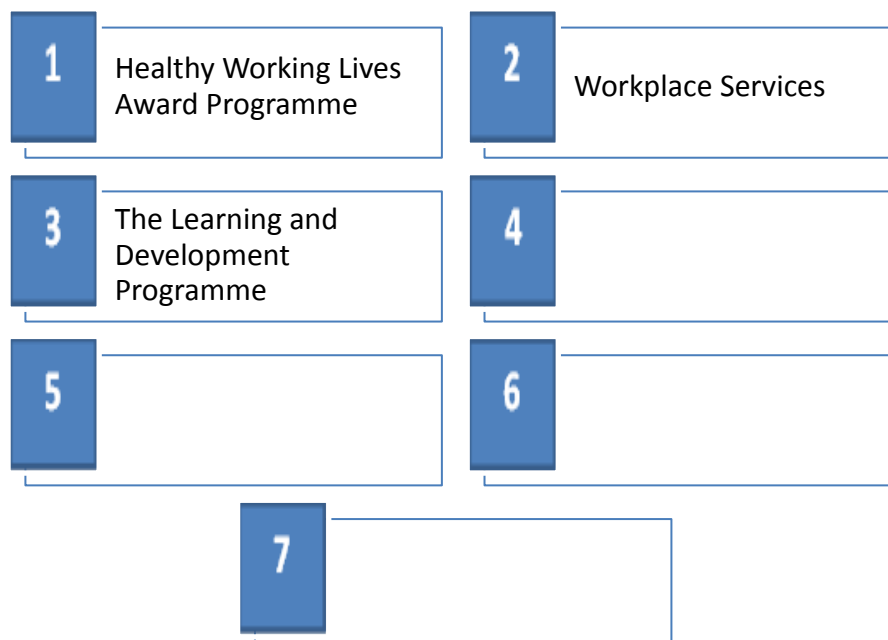 1
Healthy Working Lives
Award Programme
2
Workplace Services
3
The Learning and
Development
Programme
4
5
6
7